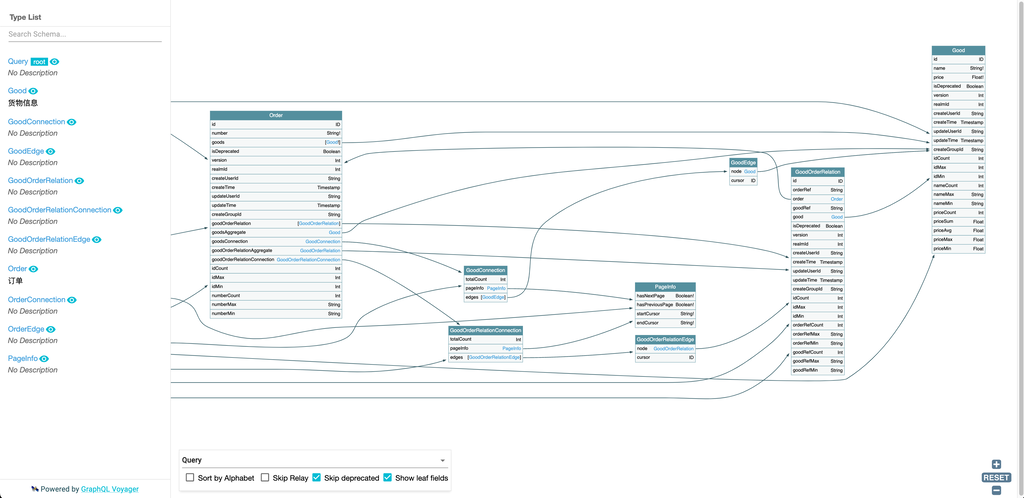 Type List
Search Schema...
Query root
No Description
Good
货物信息
GoodConnection
No Description
GoodEdge
No Description
GoodOrderRelation
No Description
GoodOrderRelationConnection
No Description
GoodOrderRelationEdge
No Description
Order
订单
OrderConnection
No Description
OrderEdge
No Description
PageInfo
No Description
Powered by GraphQL Voyager
Order
id ID
number String!
goods [Good!]
isDeprecated Boolean
version Int
realmId Int
createUserId String
createTime Timestamp
updateUserId String
updateTime Timestamp
createGroupId String
goodOrderRelation [GoodOrderRelation]
goodsAggregate Good
goodsConnection GoodConnection
goodOrderRelationAggregate GoodOrderRelation
goodOrderRelationConnection GoodOrderRelationConnection
idCount Int
idMax Int
idMin Int
numberCount Int
numberMax String
numberMin String
GoodConnection
totalCount Int
pageInfo PageInfo
edges [GoodEdge]
GoodOrderRelationConnection
totalCount Int
pageInfo PageInfo
edges [GoodOrderRelationEdge]
PageInfo
hasNextPage Boolean!
hasPreviousPage Boolean!
startCursor String!
endCursor String!
GoodOrderRelationEdge
node GoodOrderRelation
cursor ID
GoodEdge
node Good
cursor ID
GoodOrderRelation
id ID
orderRef String
order Order
goodRef String
good Good
isDeprecated Boolean
version Int
realmId Int
createUserId String
createTime Timestamp
updateUserId String
updateTime Timestamp
createGroupId String
idCount Int
idMax Int
idMin Int
orderRefCount Int
orderRefMax String
orderRefMin String
goodRefCount Int
goodRefMax String
goodRefMin String
Good
id ID
name String!
price Float!
isDeprecated Boolean
version Int
realmId Int
createUserId String
createTime Timestamp
updateUserId String
updateTime Timestamp
createGroupId String
idCount Int
idMax Int
idMin Int
nameCount Int
nameMax String
nameMin String
priceCount Int
priceSum Float
priceAvg Float
priceMax Float
priceMin Float
Query
Sort by Alphabet Skip Relay Skip deprecated Show leaf fields
RESET